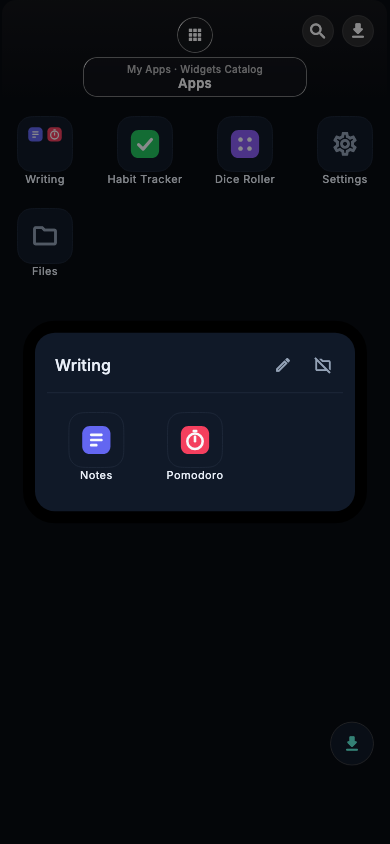 My Apps · Widgets Catalog
Apps
Writing
Habit Tracker
Dice Roller
Settings
Files
Writing
Notes
Pomodoro